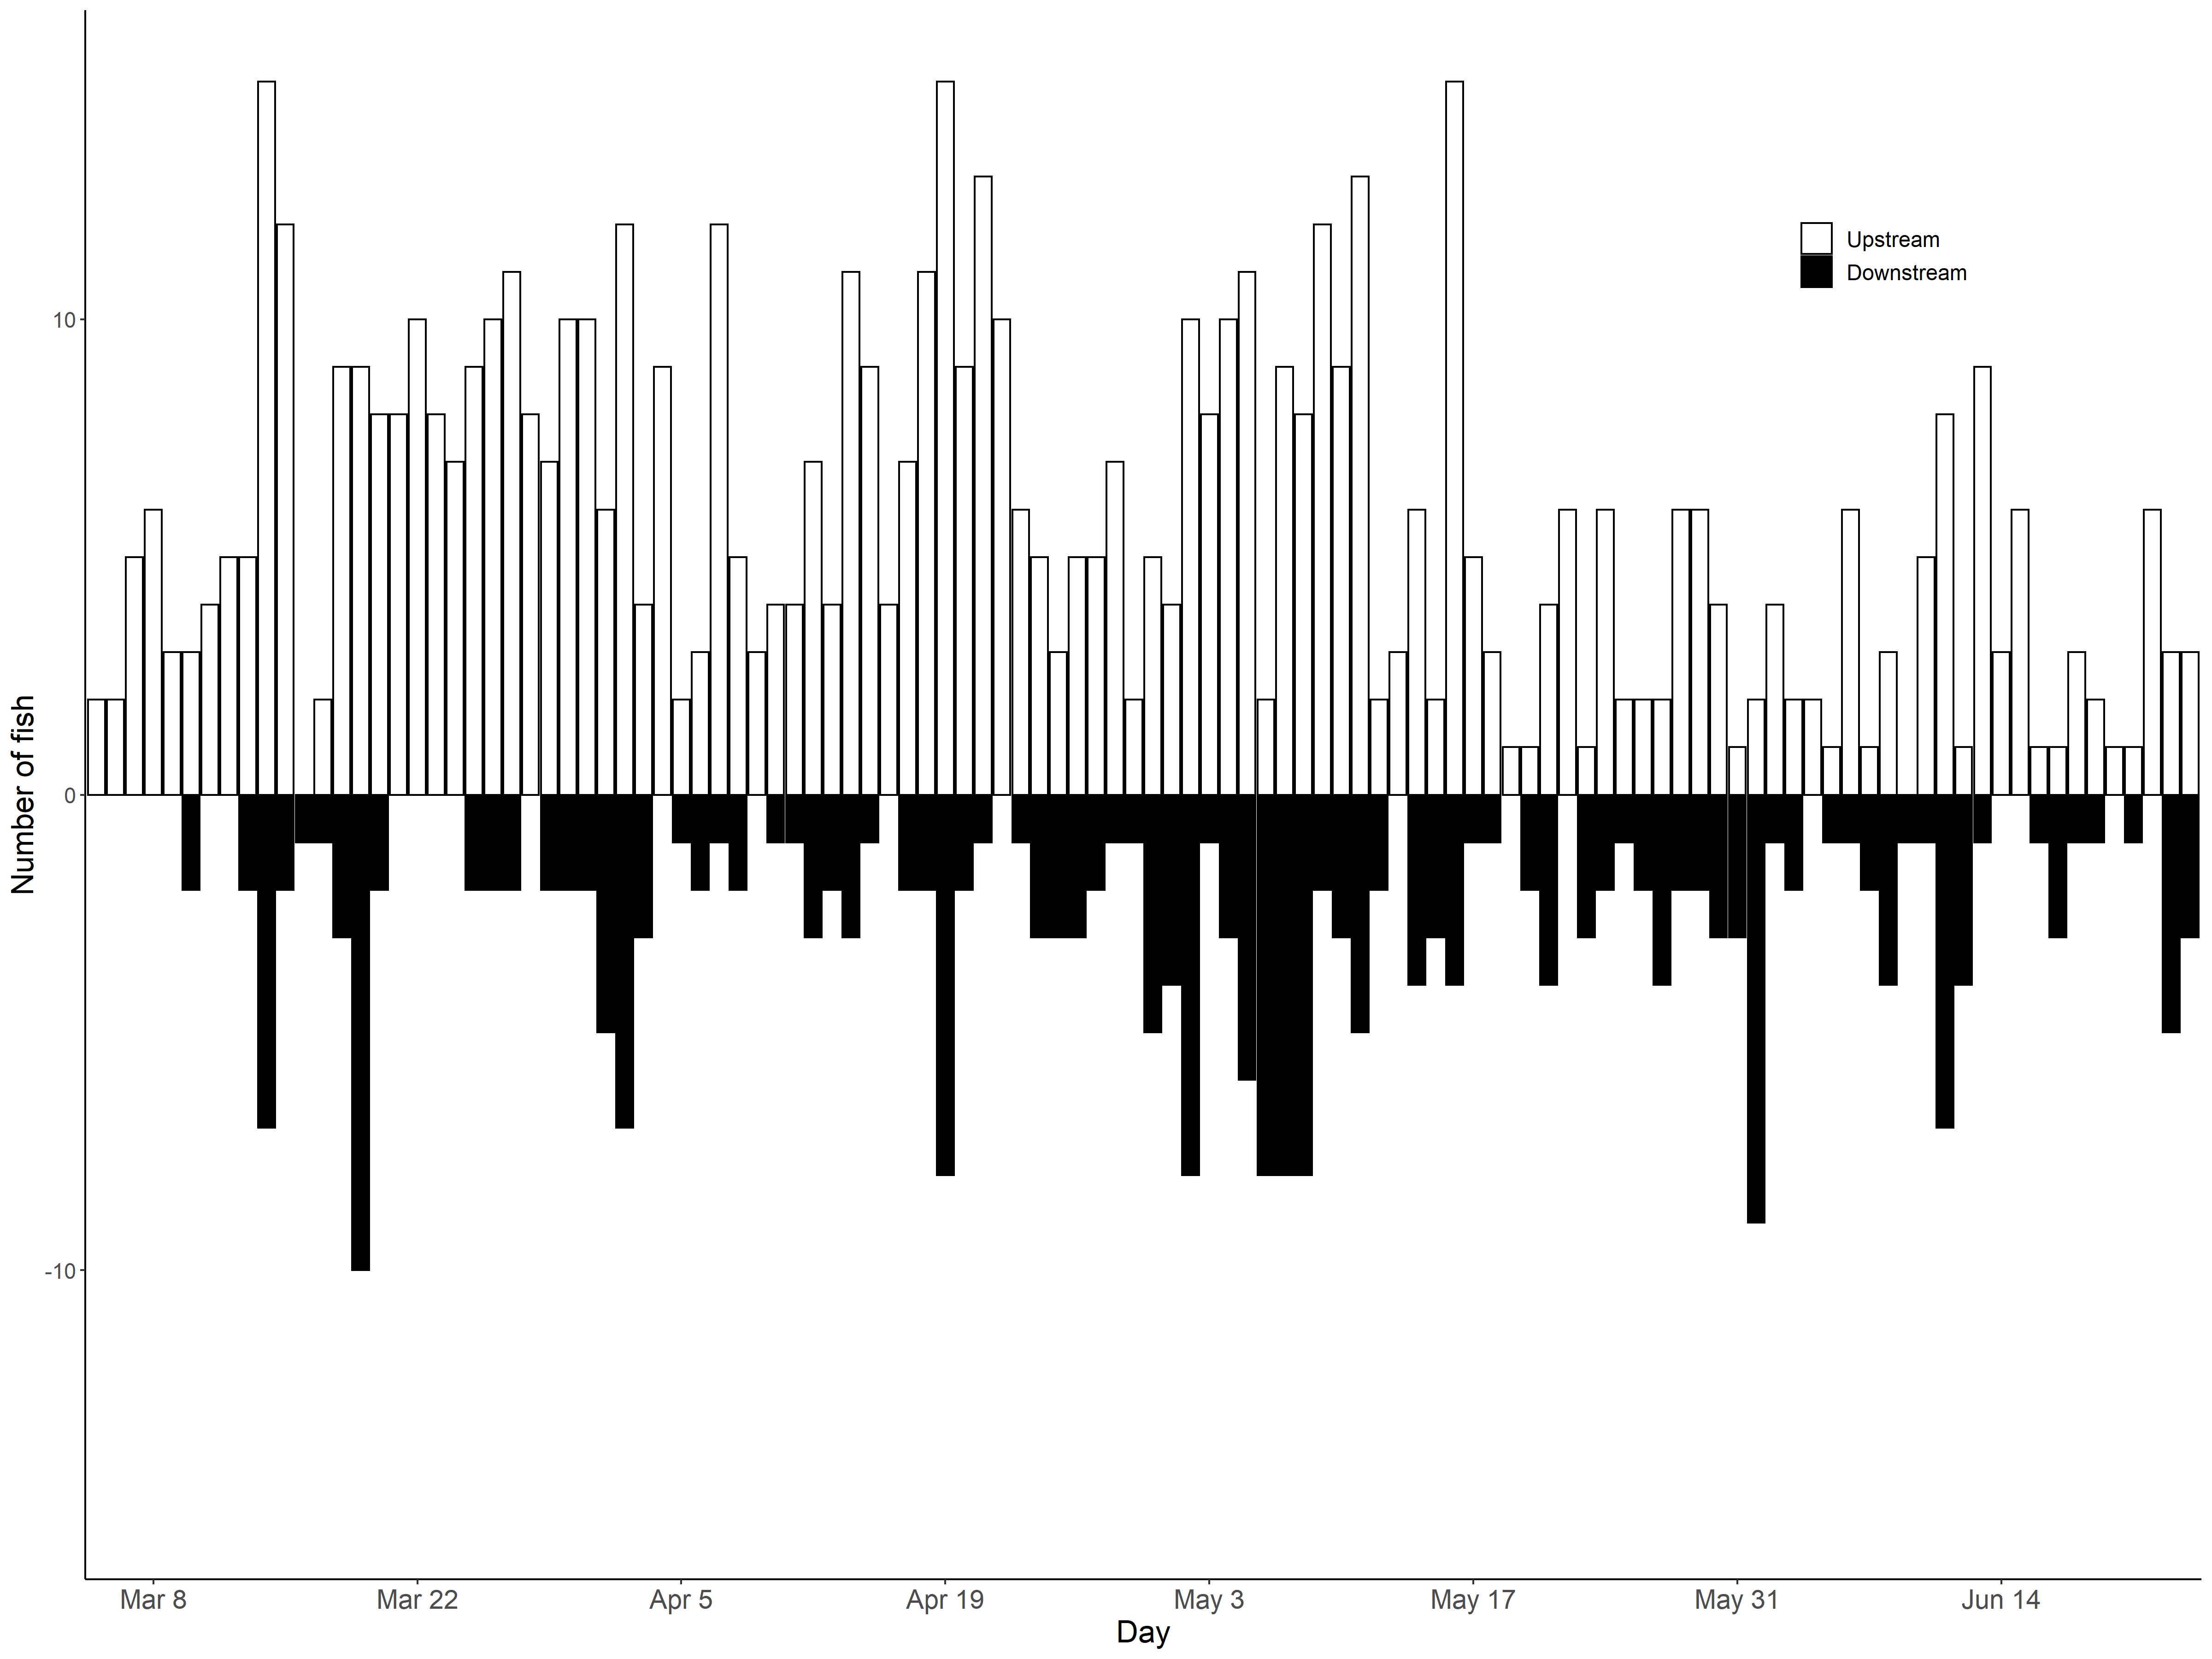 Upstream
Downstream
10
0
-10
Number of fish
Mar 8 Mar 22 Apr 5 Apr 19 May 3 May 17 May 31 Jun 14
Day